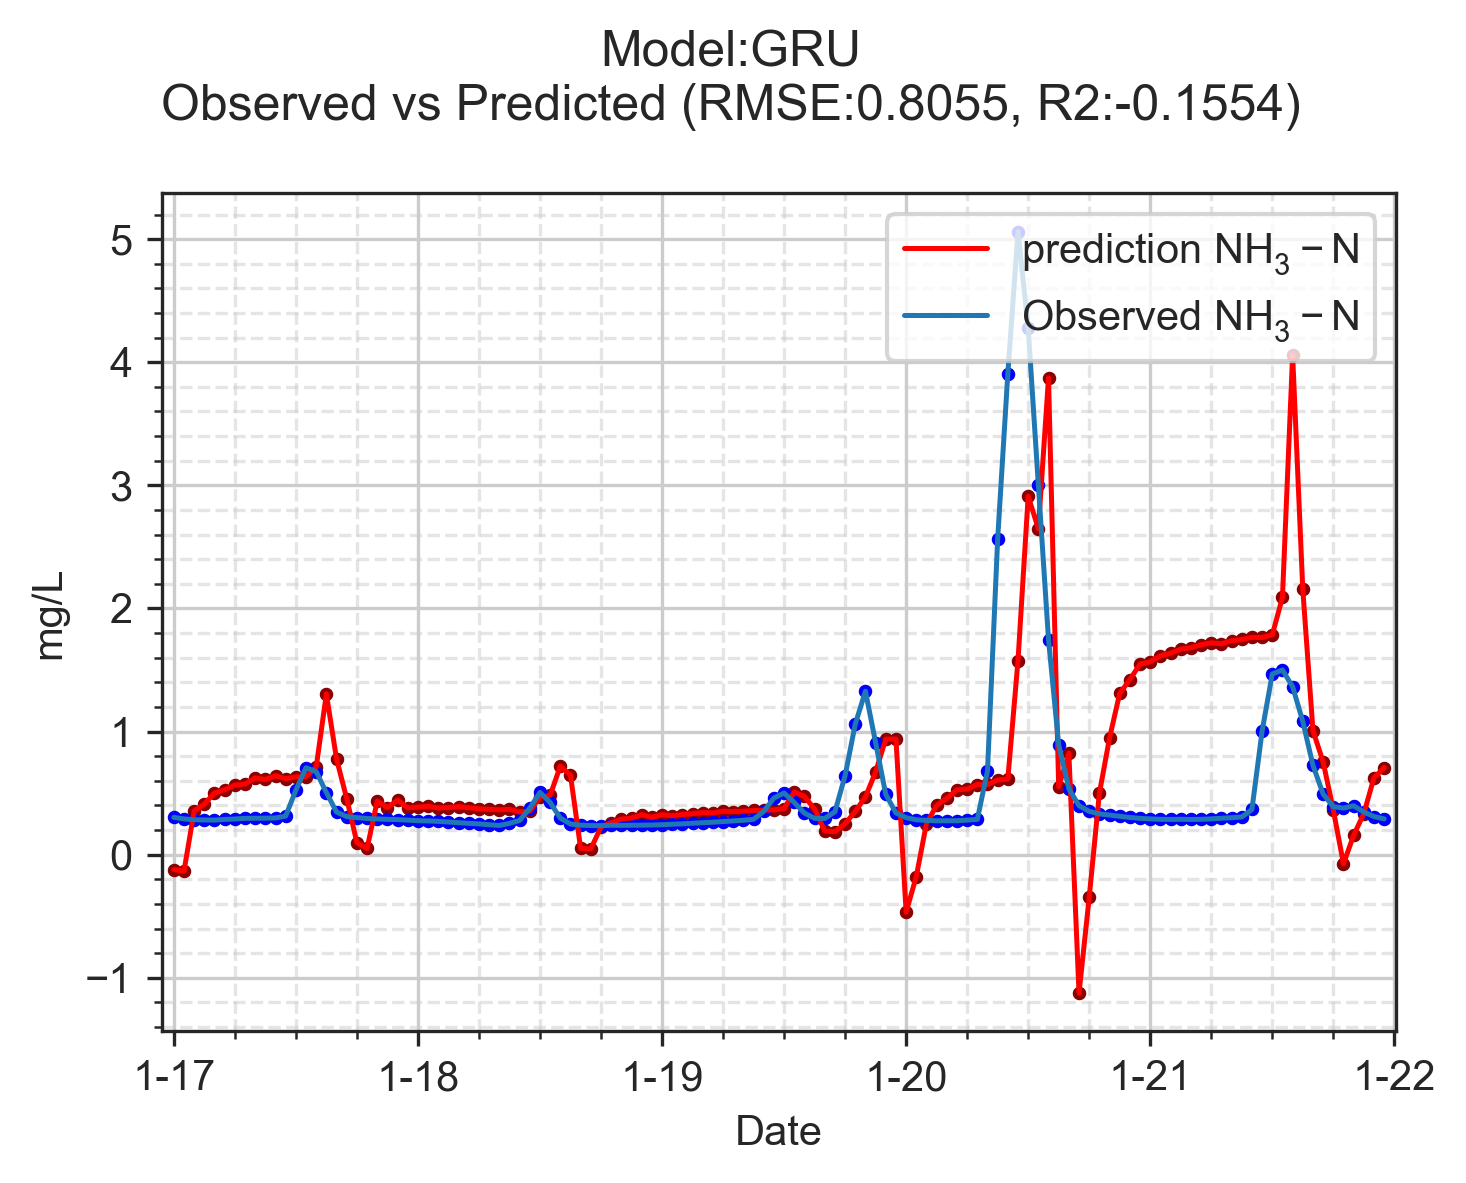 Model:GRU
Observed vs Predicted (RMSE:0.8055, R2:-0.1554)
prediction NH₃ − N
Observed NH₃ − N
5
4
3
2
1
0
−1
mg/L
1-17 1-18 1-19 1-20 1-21 1-22
Date